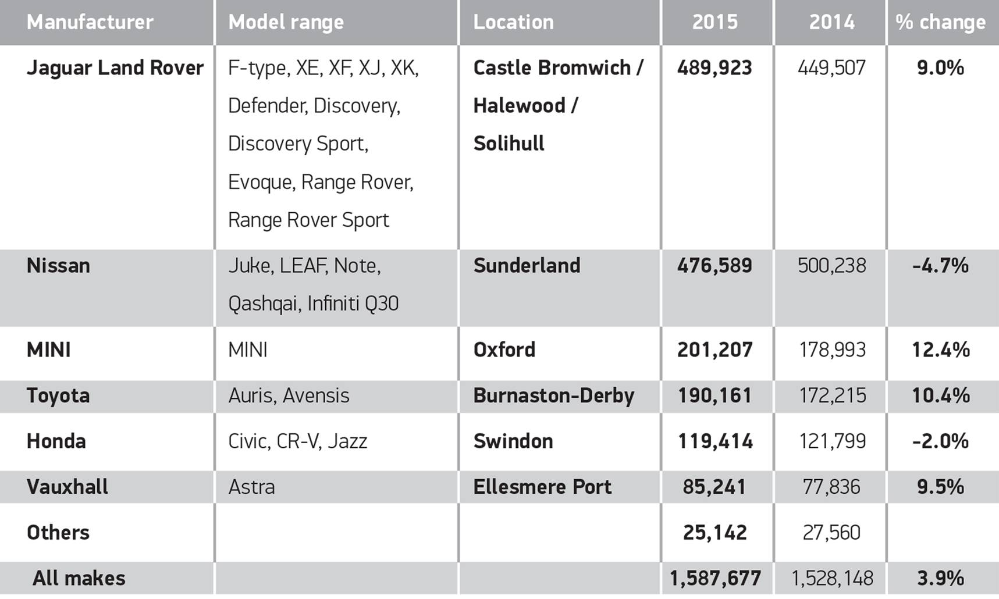 Manufacturer Model range Location 2015 2014 % change
Jaguar Land Rover F-type, XE, XF, XJ, XK, Castle Bromwich / 489,923 449,507 9.0%
Defender, Discovery, Halewood /
Discovery Sport, Solihull
Evoque, Range Rover,
Range Rover Sport
Nissan Juke, LEAF, Note, Sunderland 476,589 500,238 -4.7%
Qashqai, Infiniti Q30
MINI MINI Oxford 201,207 178,993 12.4%
Toyota Auris, Avensis Burnaston-Derby 190,161 172,215 10.4%
Honda Civic, CR-V, Jazz Swindon 119,414 121,799 -2.0%
Vauxhall Astra Ellesmere Port 85,241 77,836 9.5%
Others 25,142 27,560
All makes 1,587,677 1,528,148 3.9%